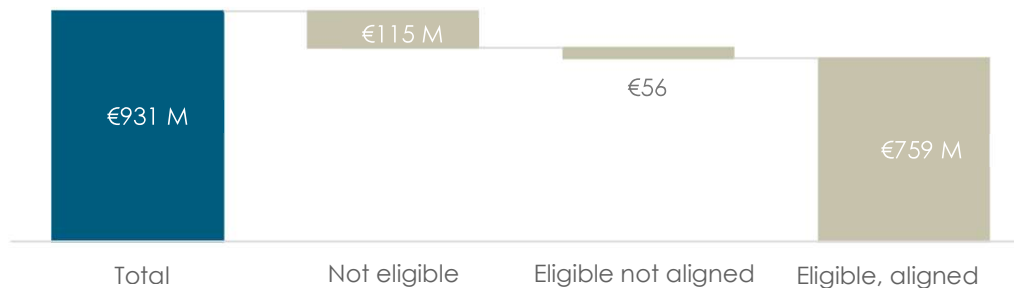 €115 M
€56
€931 M
€759 M
Total
Not eligible
Eligible not aligned
Eligible, aligned